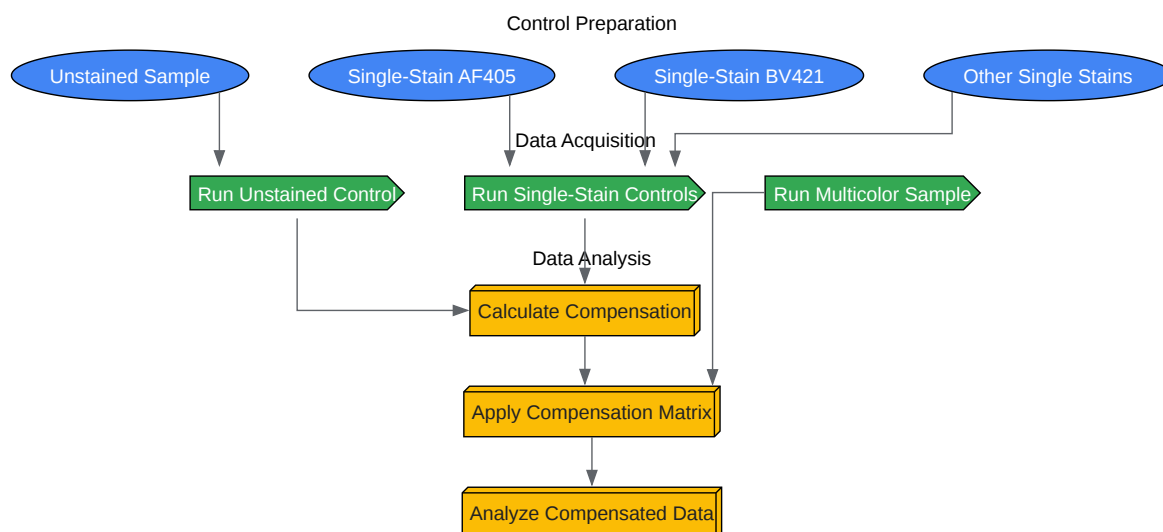 Control Preparation
Unstained Sample
Single-Stain AF405
Single-Stain BV421
Other Single Stains
Data Acquisition
Run Unstained Control
Run Single-Stain Controls
Run Multicolor Sample
Data Analysis
Calculate Compensation
Apply Compensation Matrix
Analyze Compensated Data